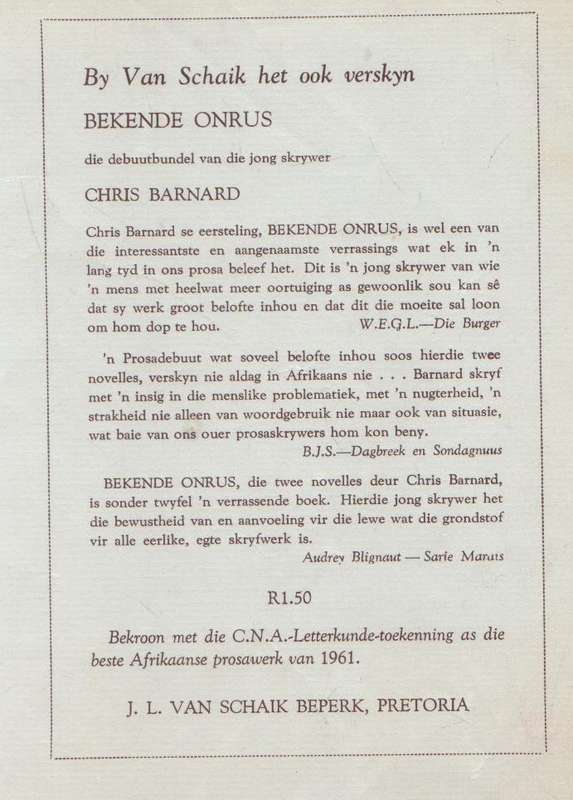 By Van Schaik het ook verskyn
BEKENDE ONRUS
die debuutbundel van die jong skrywer
CHRIS BARNARD
Chris Barnard se eersteling, BEKENDE ONRUS, is wel een van
die interessantste en aangenaamste verrassings wat ek in 'n
lang tyd in ons prosa beleef het. Dit is 'n jong skrywer van wie
'n mens met heelwat meer oortuiging as gewoonlik sou kan sê
dat sy werk groot belofte inhou en dat dit die moeite sal loon
om hom dop te hou. W.E.G.L.—Die Burger
'n Prosadebuut wat soveel belofte inhou soos hierdie twee
novelles, verskyn nie aldag in Afrikaans nie . . . Barnard skryf
met 'n insig in die menslike problematiek, met 'n nugterheid, 'n
strakheid nie alleen van woordgebruik nie maar ook van situasie,
wat baie van ons ouer prosaskrywers hom kon beny.
B.J.S.—Dagbreek en Sondagnuus
BEKENDE ONRUS, die twee novelles deur Chris Barnard,
is sonder twyfel 'n verrassende boek. Hierdie jong skrywer het
die bewustheid van en aanvoeling vir die lewe wat die grondstof
vir alle eerlike, egte skryfwerk is.
Audrey Blignaut — Sarie Marais
R1.50
Bekroon met die C.N.A.-Letterkunde-toekenning as die
beste Afrikaanse prosawerk van 1961.
J. L. VAN SCHAIK BEPERK, PRETORIA